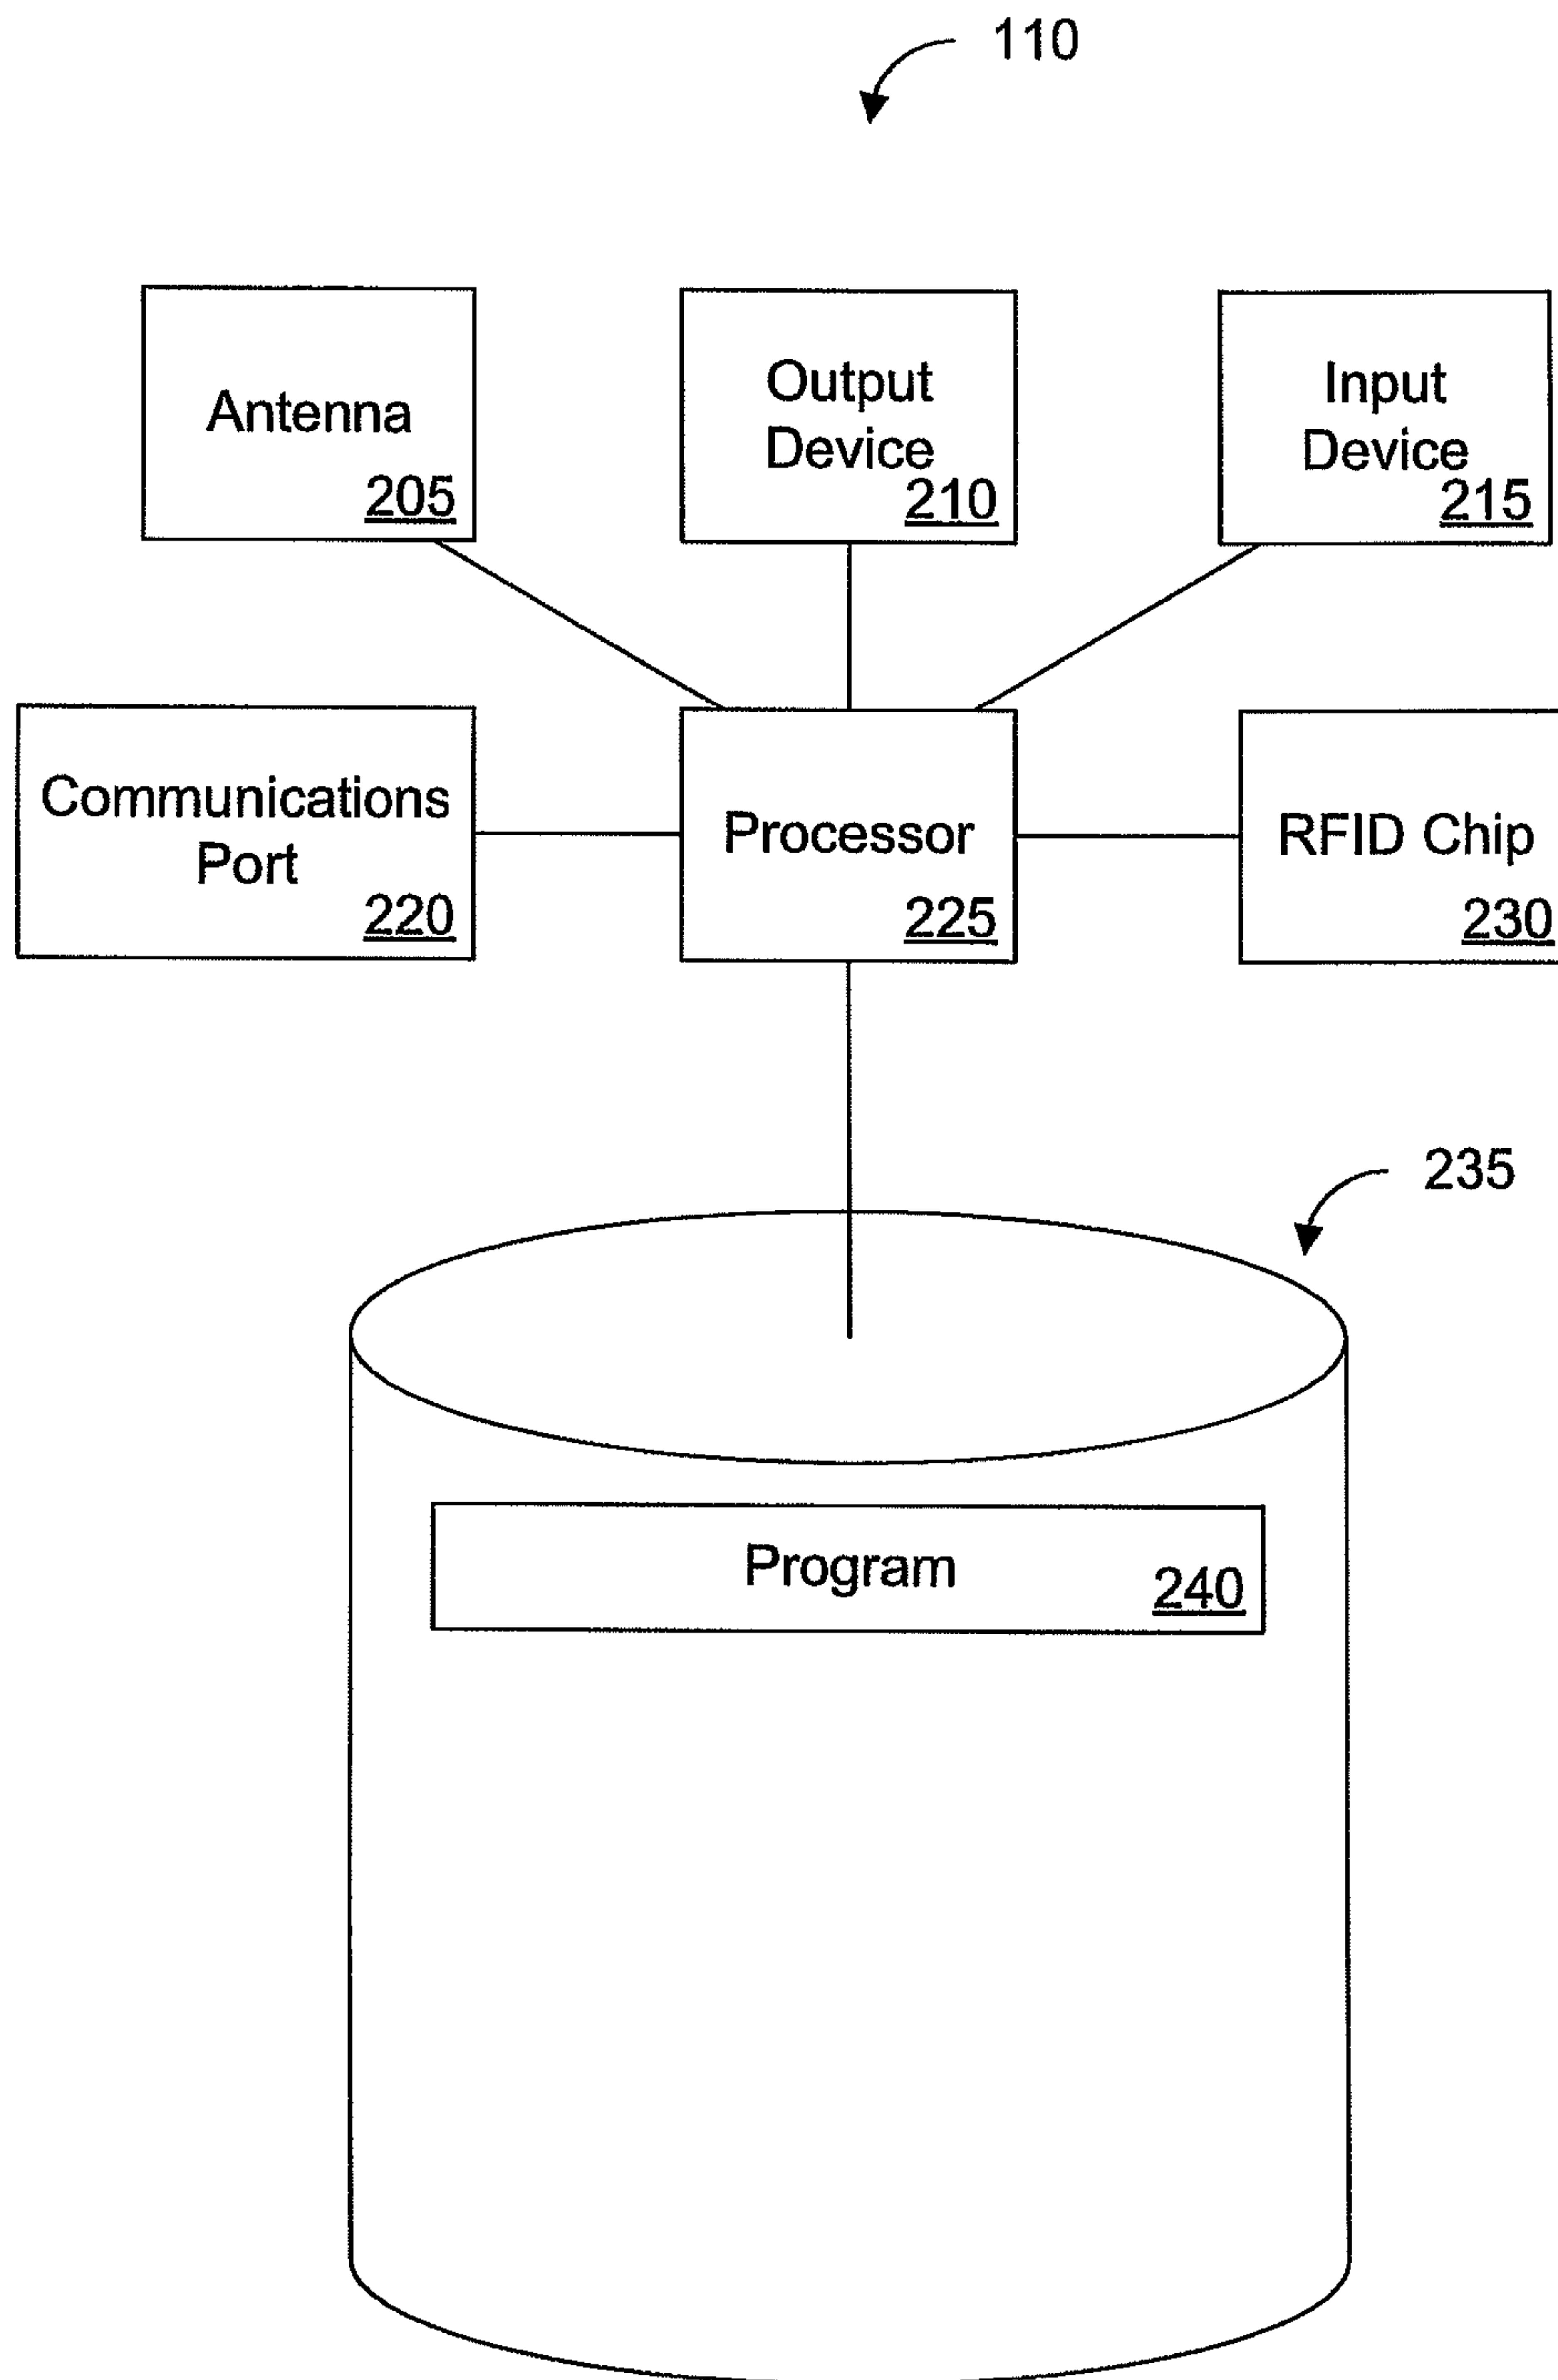 110
Antenna
205
Output
Device
210
Input
Device
215
Communications
Port
220
Processor
225
RFID Chip
230
235
Program
240